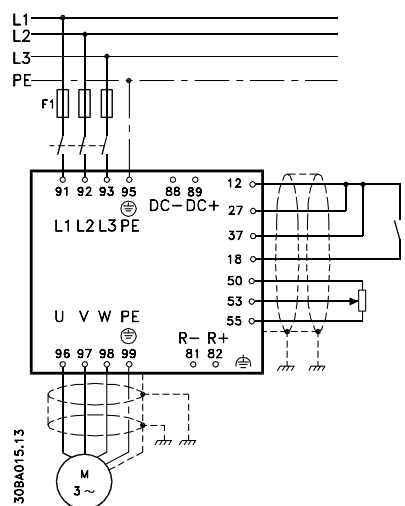 L1
L2
L3
PE
F1
91 92 93 95 88 89 12
DC- DC+
L1 L2 L3 PE
27
37
18
50
53
55
U V W PE
R- R+
96 97 98 99 81 82
M
3 ~
30BA015.13